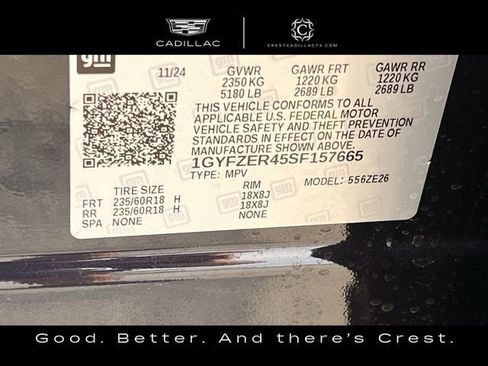 CADILLAC
CRESTCADILLACTX.COM
gm
11/24 GVWR GAWR FRT GAWR RR
2350 KG 1220 KG 1220 KG
5180 LB 2689 LB 2689 LB
THIS VEHICLE CONFORMS TO ALL
APPLICABLE U.S. FEDERAL MOTOR
VEHICLE SAFETY AND THEFT PREVENTION
STANDARDS IN EFFECT ON THE DATE OF
MANUFACTURE SHOWN ABOVE.
1GYFZER45SF157665
TYPE: MPV
TIRE SIZE RIM MODEL: 556ZE26
FRT 235/60R18 H 18X8J
RR 235/60R18 H 18X8J
SPA NONE NONE
Good. Better. And there's Crest.